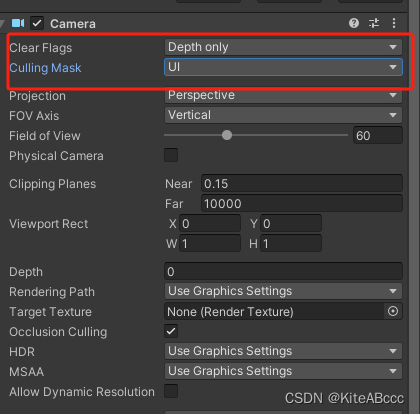 Camera
Clear Flags Depth only
Culling Mask UI
Projection Perspective
FOV Axis Vertical
Field of View 60
Physical Camera
Clipping Planes Near 0.15
Far 10000
Viewport Rect X 0 Y 0
W 1 H 1
Depth 0
Rendering Path Use Graphics Settings
Target Texture None (Render Texture)
Occlusion Culling
HDR Use Graphics Settings
MSAA Use Graphics Settings
Allow Dynamic Resolution
CSDN @KiteABccc